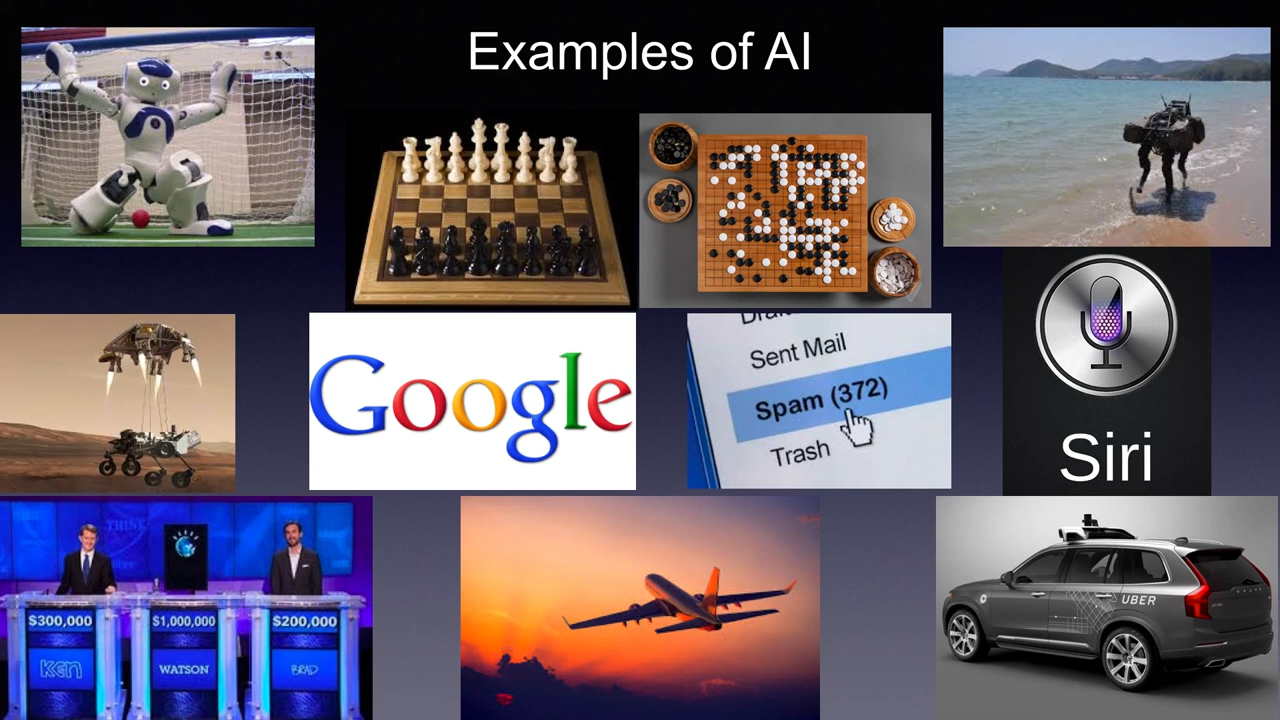 Examples of AI
Google
Sent Mail
Spam (372)
Trash
Siri
THINK
$300,000
$1,000,000
$200,000
Ken
WATSON
BRAD
UBER